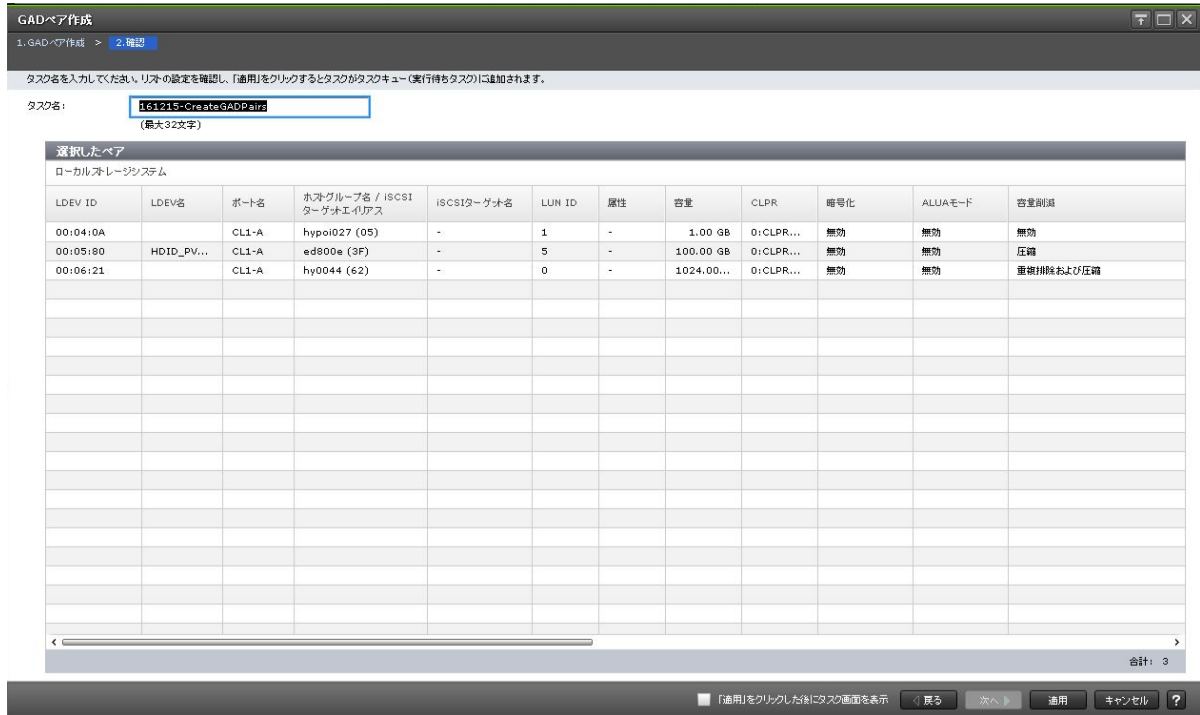 GADペア作成
1.GADペア作成 > 2.確認
タスク名を入力してください。リストの設定を確認し、「適用」をクリックするとタスクがタスクキュー(実行待ちタスク)に追加されます。
タスク名: 161215-CreateGADPairs
(最大32文字)
選択したペア
ローカルストレージシステム
LDEV ID LDEV名 ポート名 ホストグループ名 / iSCSI ターゲットエイリアス iSCSIターゲット名 LUN ID 属性 容量 CLPR 暗号化 ALUAモード 容量削減
00:04:0A CL1-A hypoi027 (05) - 1 - 1.00 GB 0:CLPR... 無効 無効 無効
00:05:80 HDID_PV... CL1-A ed800e (3F) - 5 - 100.00 GB 0:CLPR... 無効 無効 圧縮
00:06:21 CL1-A hy0044 (62) - 0 - 1024.00... 0:CLPR... 無効 無効 重複排除および圧縮
合計: 3
「適用」をクリックした後にタスク画面を表示 戻る 次へ 適用 キャンセル ?